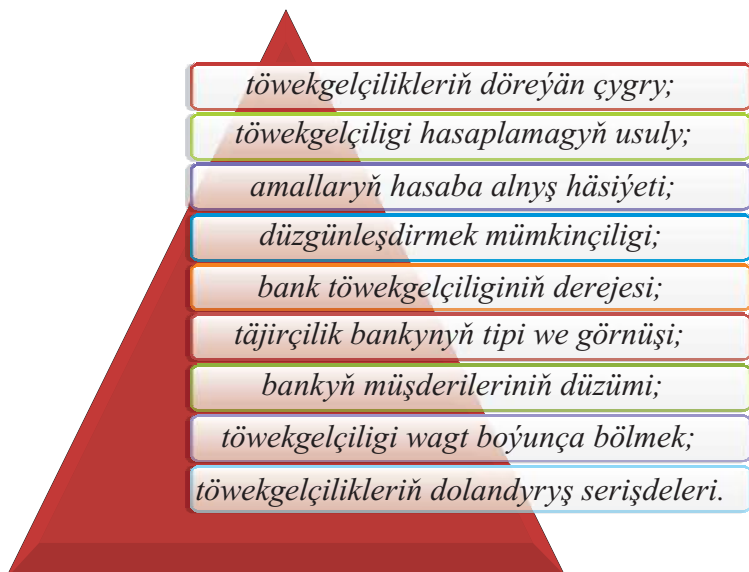 töwekgelçilikleriň döreýän çygry;
töwekgelçiligi hasaplamagyň usuly;
amallaryň hasaba alnyş häsiýeti;
düzgünleşdirmek mümkinçiligi;
bank töwekgelçiliginiň derejesi;
täjirçilik bankynyň tipi we görnüşi;
bankyň müşderileriniň düzümi;
töwekgelçiligi wagt boýunça bölmek;
töwekgelçilikleriň dolandyryş serişdeleri.